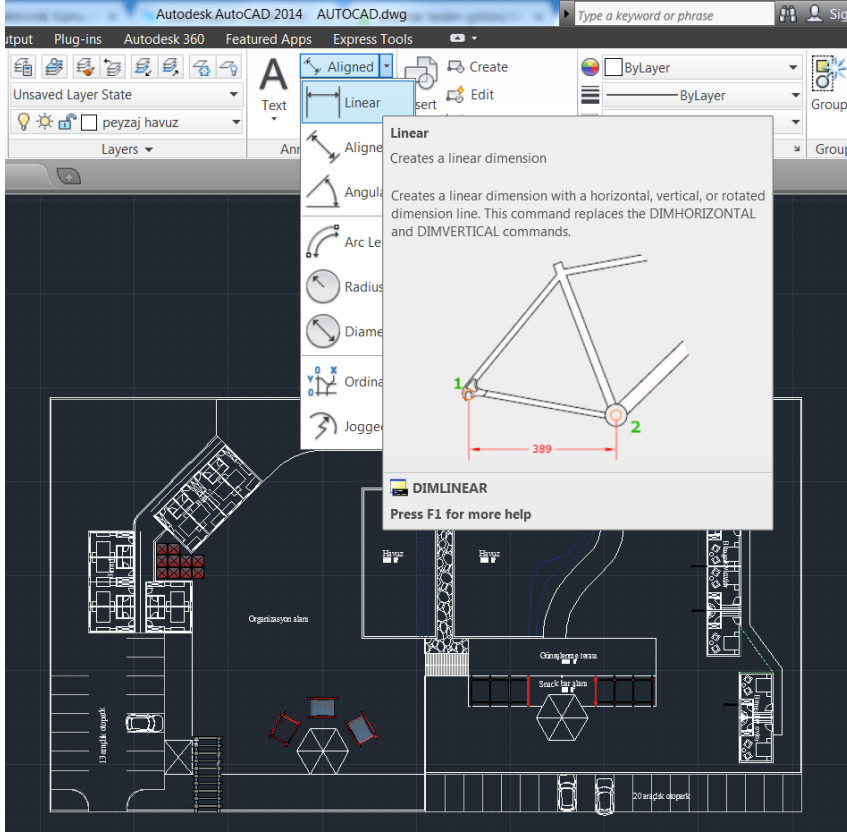 Autodesk AutoCAD 2014 AUTOCAD.dwg
Type a keyword or phrase
Sig
utput Plug-ins Autodesk 360 Featured Apps Express Tools
Unsaved Layer State
peyzaj havuz
Layers
Text
Ann
Aligned
Create
Edit
sert
ByLayer
ByLayer
Group
Group
Linear
Aligne
Angula
Arc Le
Radius
Diame
Ordina
Jogge
Linear
Creates a linear dimension
Creates a linear dimension with a horizontal, vertical, or rotated
dimension line. This command replaces the DIMHORIZONTAL
and DIMVERTICAL commands.
1
2
389
DIMLINEAR
Press F1 for more help
Havuz
Havuz
Organizasyon alanı
Güneşlenme terası
Snack bar alanı
13 araçlık otopark
20 araçlık otopark